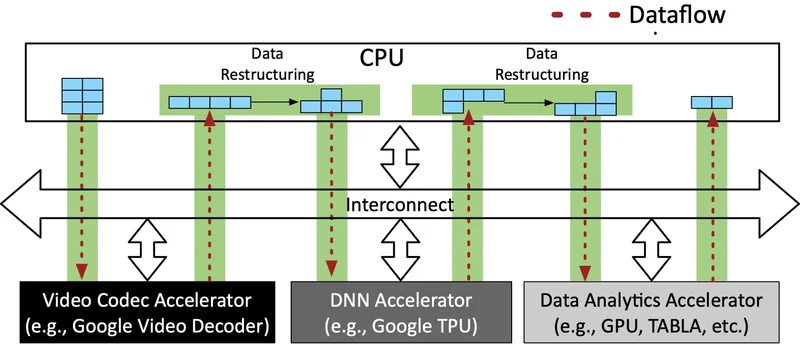 Dataflow
CPU
Data
Restructuring
Data
Restructuring
Interconnect
Video Codec Accelerator
(e.g., Google Video Decoder)
DNN Accelerator
(e.g., Google TPU)
Data Analytics Accelerator
(e.g., GPU, TABLA, etc.)